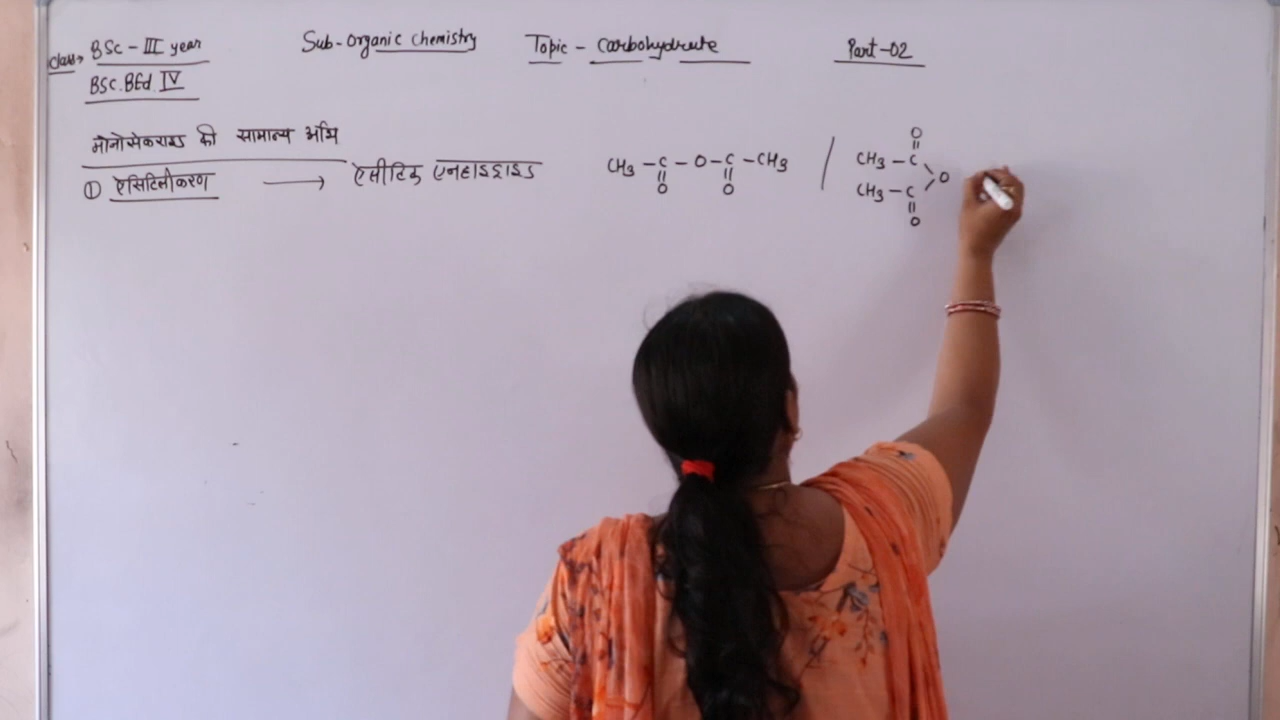 Class→ BSc - III year Sub-Organic Chemistry Topic - Carbohydrate Part-02
BSc.BEd. IV
मोनोसेकराइड की सामान्य अभि
① ऐसिटिलीकरण → ऐसीटिक एनहाइड्राइड CH3 - C - O - C - CH3 / CH3 - C
O O
O
O
CH3 - C
O